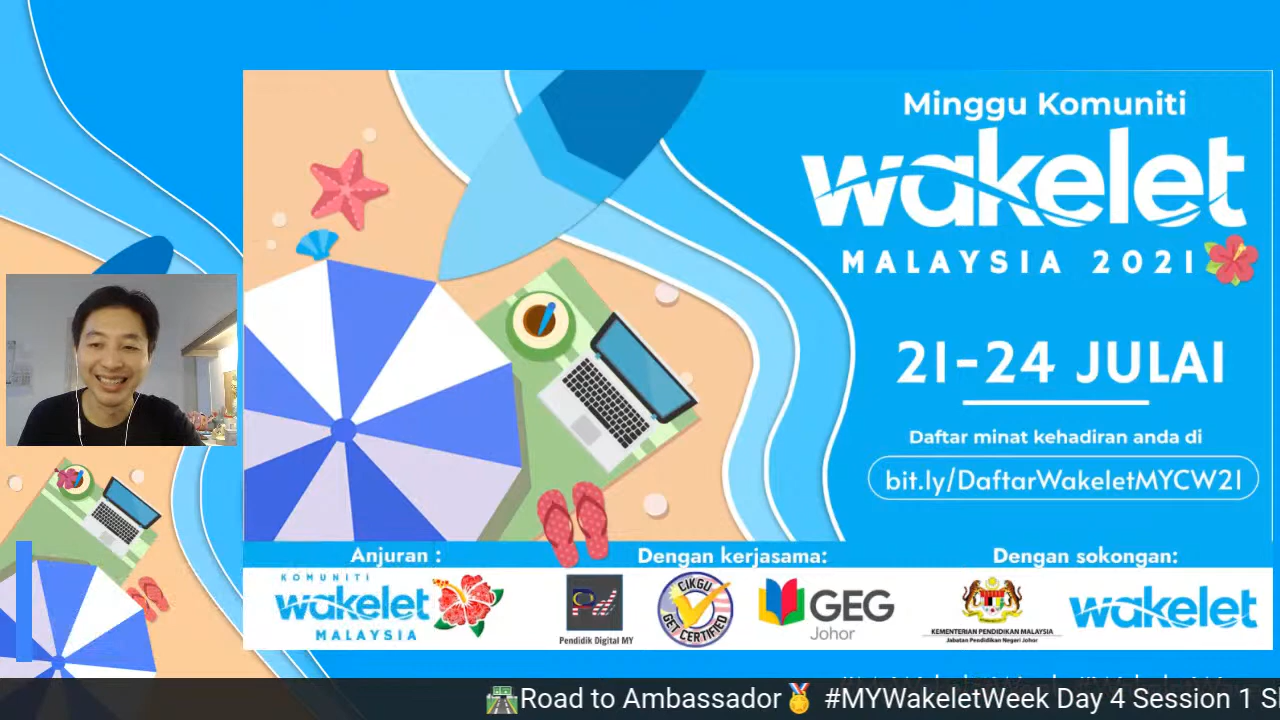 Minggu Komuniti
wakelet
MALAYSIA 2021
21-24 JULAI
Daftar minat kehadiran anda di
bit.ly/DaftarWakeletMYCW21
Anjuran :
Dengan kerjasama:
Dengan sokongan:
KOMUNITI
wakelet
MALAYSIA
Pendidik Digital MY
CIKGU
GET CERTIFIED
GEG
Johor
KEMENTERIAN PENDIDIKAN MALAYSIA
Jabatan Pendidikan Negeri Johor
wakelet
Road to Ambassador🏅 #MYWakeletWeek Day 4 Session 1